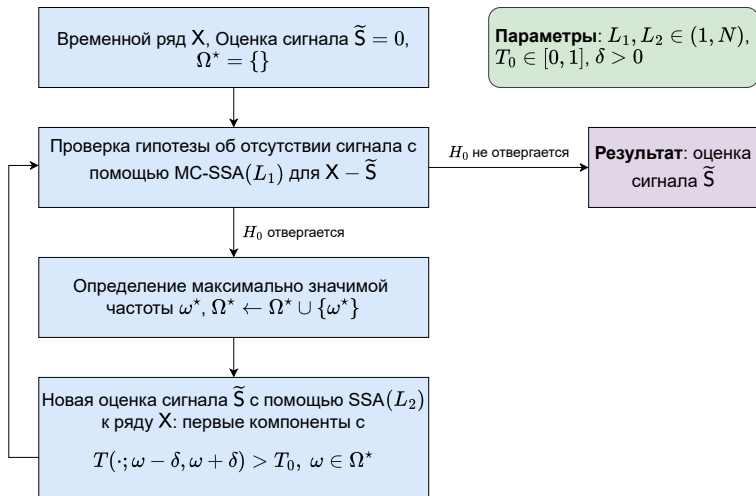 Временной ряд X, Оценка сигнала S̃ = 0,
Ω* = {}
Параметры: L₁, L₂ ∈ (1, N),
T₀ ∈ [0, 1], δ > 0
Проверка гипотезы об отсутствии сигнала с
помощью MC-SSA(L₁) для X − S̃
H₀ не отвергается
Результат: оценка
сигнала S̃
H₀ отвергается
Определение максимально значимой
частоты ω*, Ω* ← Ω* ∪ {ω*}
Новая оценка сигнала S̃ с помощью SSA(L₂)
к ряду X: первые компоненты с
T(·; ω − δ, ω + δ) > T₀, ω ∈ Ω*